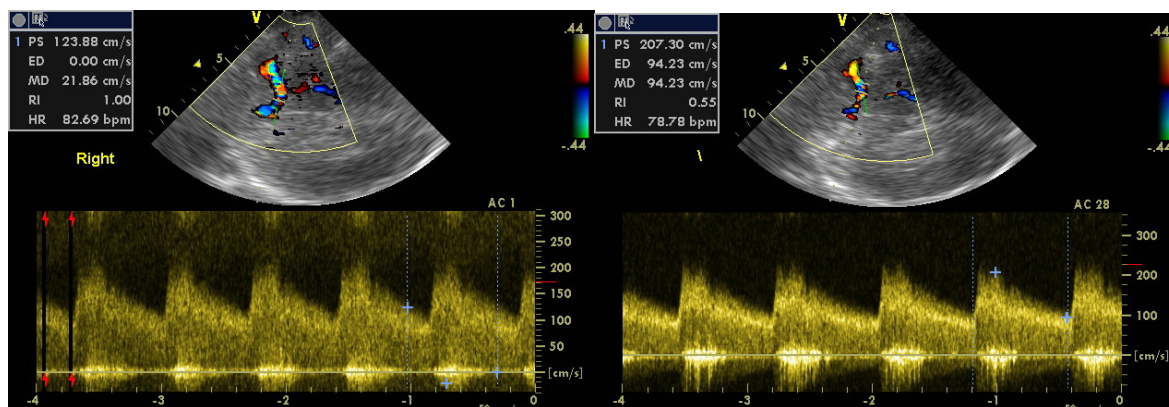 1 PS 123.88 cm/s
ED 0.00 cm/s
MD 21.86 cm/s
RI 1.00
HR 82.69 bpm
V
5
10
.44
-.44
Right
AC 1
300
250
200
150
100
50
[cm/s]
-4 -3 -2 -1 0
1 PS 207.30 cm/s
ED 94.23 cm/s
MD 94.23 cm/s
RI 0.55
HR 78.78 bpm
V
5
10
.44
-.44
\
AC 28
300
200
100
[cm/s]
-4 -3 -2 -1 0